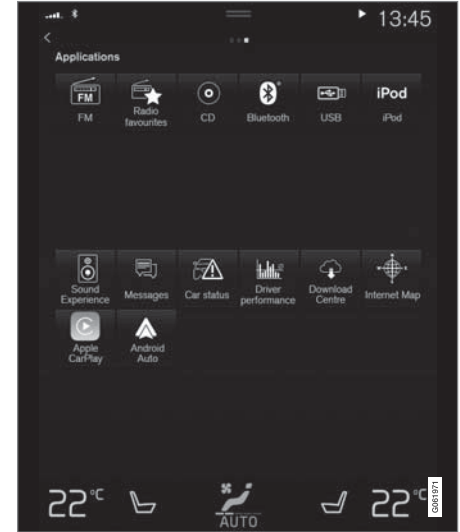 13:45
Applications
FM
iPod
FM
Radio
favourites
CD
Bluetooth
USB
iPod
Sound
Experience
Messages
Car status
Driver
performance
Download
Centre
Internet Map
Apple
CarPlay
Android
Auto
22°C
AUTO
22°C
G061971